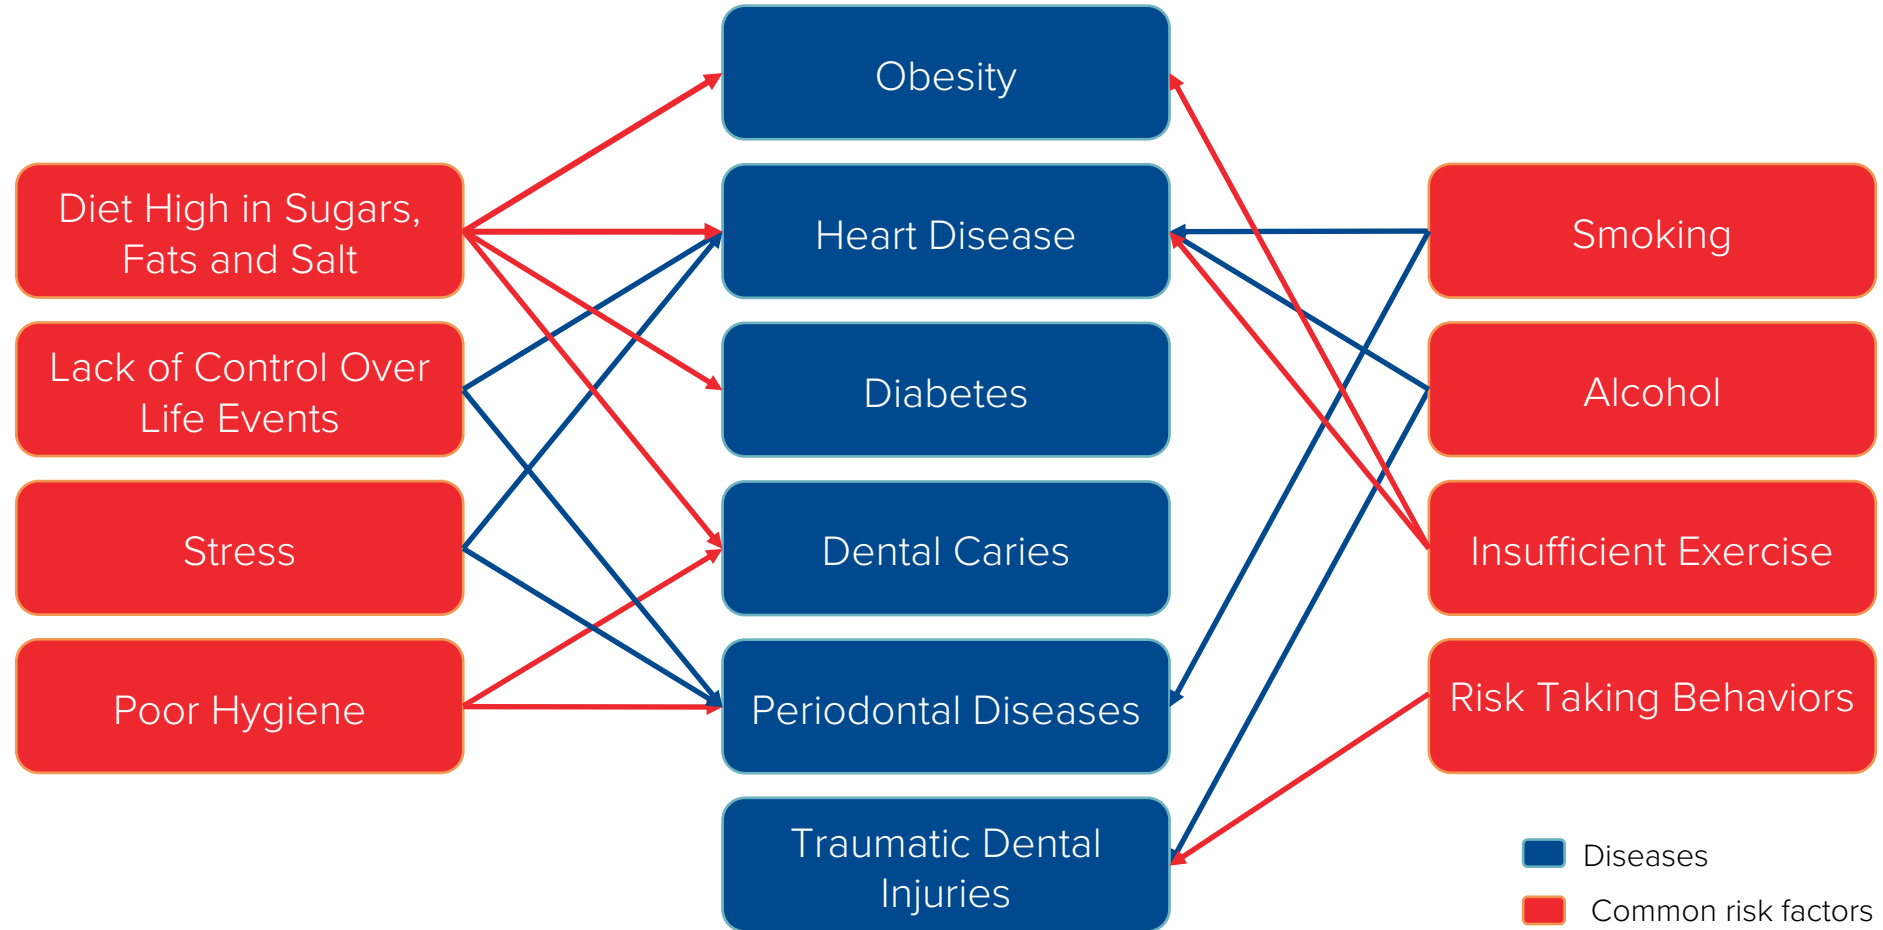 Obesity
Diet High in Sugars,
Fats and Salt
Heart Disease
Smoking
Lack of Control Over
Life Events
Diabetes
Alcohol
Stress
Dental Caries
Insufficient Exercise
Poor Hygiene
Periodontal Diseases
Risk Taking Behaviors
Traumatic Dental
Injuries
Diseases
Common risk factors